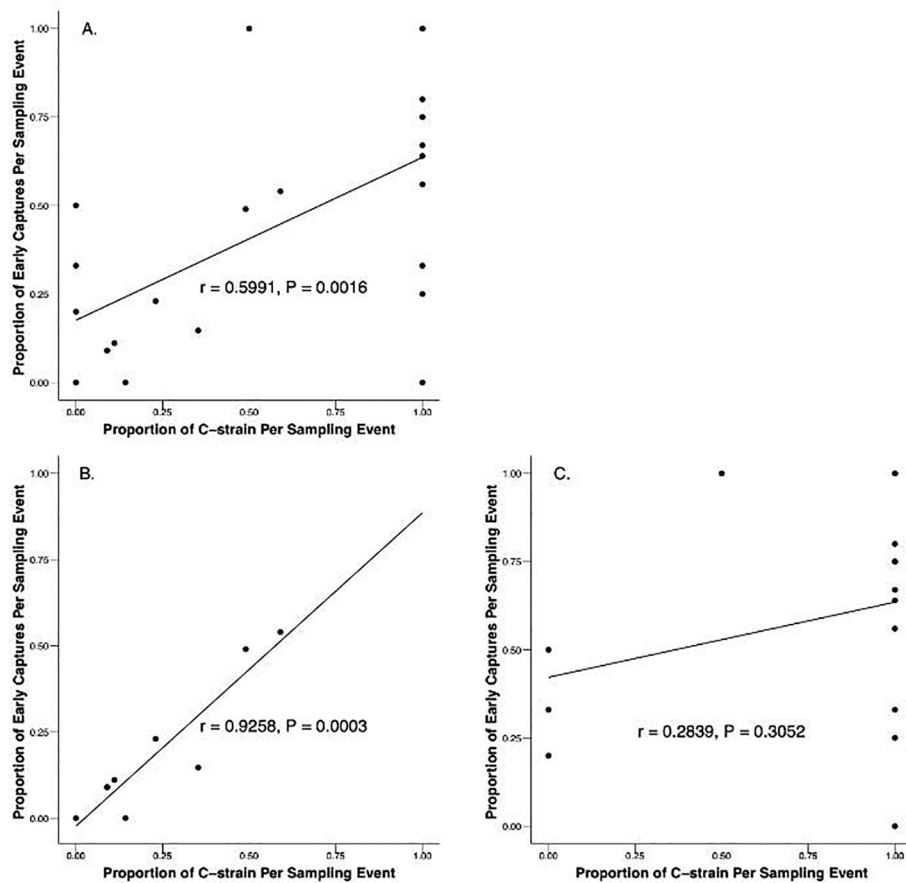 A.
Proportion of Early Captures Per Sampling Event
1.00
0.75
0.50
0.25
0.00
r = 0.5991, P = 0.0016
0.00 0.25 0.50 0.75 1.00
Proportion of C-strain Per Sampling Event
B.
Proportion of Early Captures Per Sampling Event
1.00
0.75
0.50
0.25
0.00
r = 0.9258, P = 0.0003
0.00 0.25 0.50 0.75 1.00
Proportion of C-strain Per Sampling Event
C.
Proportion of Early Captures Per Sampling Event
1.00
0.75
0.50
0.25
0.00
r = 0.2839, P = 0.3052
0.00 0.25 0.50 0.75 1.00
Proportion of C-strain Per Sampling Event